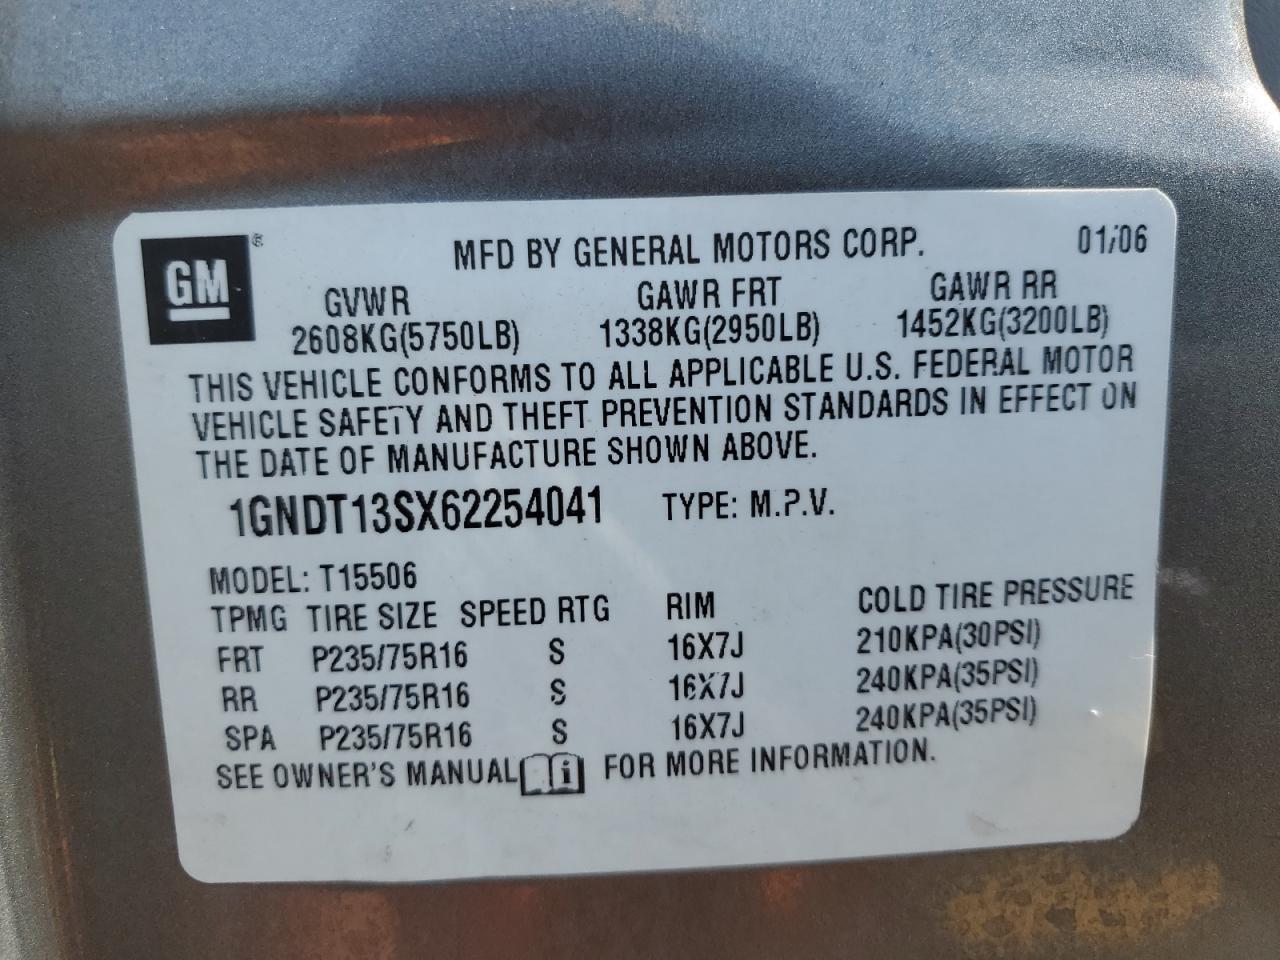 GM ® MFD BY GENERAL MOTORS CORP. 01/06
GVWR GAWR FRT GAWR RR
2608KG(5750LB) 1338KG(2950LB) 1452KG(3200LB)
THIS VEHICLE CONFORMS TO ALL APPLICABLE U.S. FEDERAL MOTOR
VEHICLE SAFETY AND THEFT PREVENTION STANDARDS IN EFFECT ON
THE DATE OF MANUFACTURE SHOWN ABOVE.
1GNDT13SX62254041 TYPE: M.P.V.
MODEL: T15506
TPMG TIRE SIZE SPEED RTG RIM COLD TIRE PRESSURE
FRT P235/75R16 S 16X7J 210KPA(30PSI)
RR P235/75R16 S 16X7J 240KPA(35PSI)
SPA P235/75R16 S 16X7J 240KPA(35PSI)
SEE OWNER'S MANUAL i FOR MORE INFORMATION.